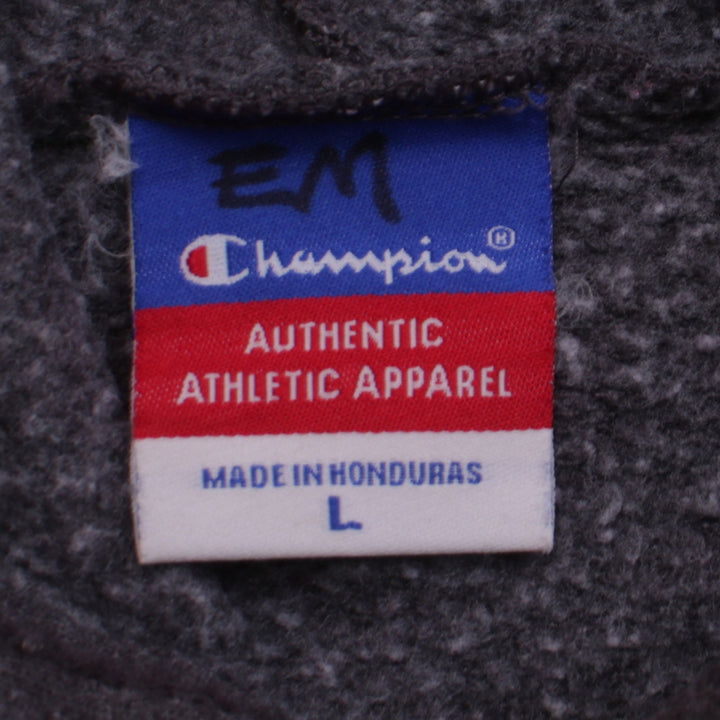 EM
Champion®
AUTHENTIC
ATHLETIC APPAREL
MADE IN HONDURAS
L